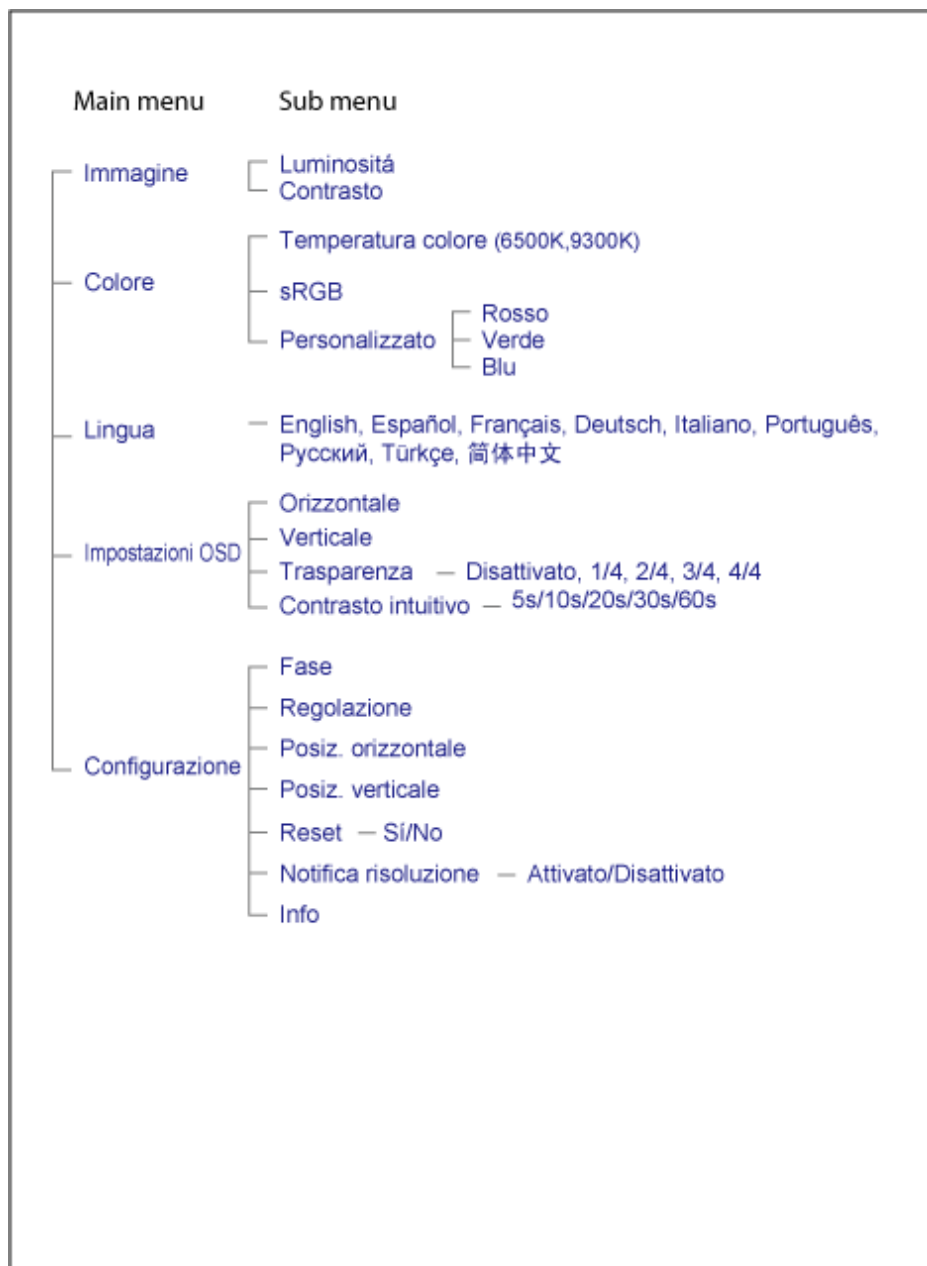 Main menu Sub menu
Immagine
Luminositá
Contrasto
Colore
Temperatura colore (6500K,9300K)
sRGB
Personalizzato
Rosso
Verde
Blu
Lingua
English, Español, Français, Deutsch, Italiano, Português,
Русский, Türkçe, 简体中文
Impostazioni OSD
Orizzontale
Verticale
Trasparenza — Disattivato, 1/4, 2/4, 3/4, 4/4
Contrasto intuitivo — 5s/10s/20s/30s/60s
Configurazione
Fase
Regolazione
Posiz. orizzontale
Posiz. verticale
Reset — Sí/No
Notifica risoluzione — Attivato/Disattivato
Info